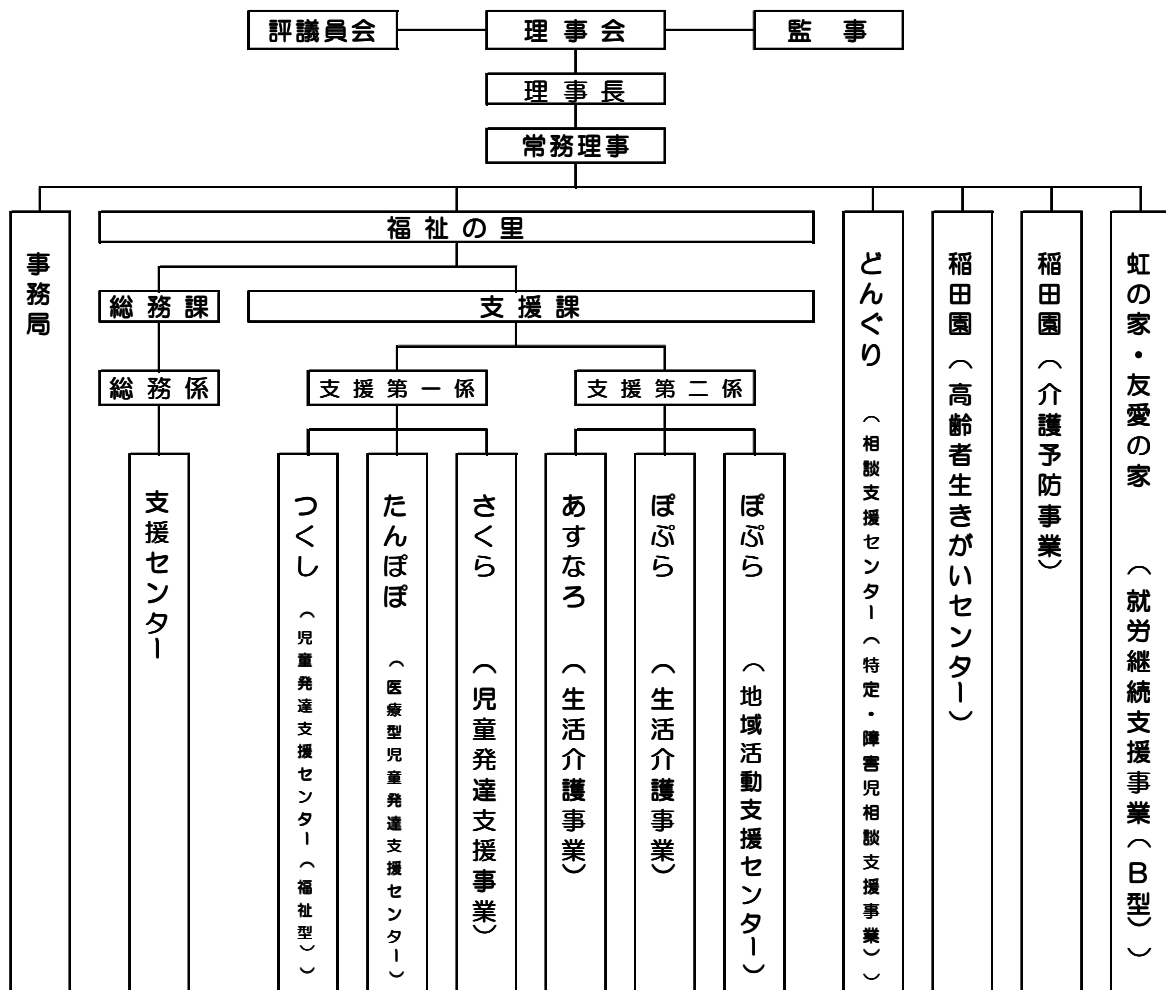 評議員会
理事会
監事
理事長
常務理事
事務局
福祉の里
総務課
支援課
総務係
支援第一係
支援第二係
支援センター
つくし（児童発達支援センター（福祉型））
たんぽぽ（医療型児童発達支援センター）
さくら（児童発達支援事業）
あすなろ（生活介護事業）
ぽぷら（生活介護事業）
ぽぷら（地域活動支援センター）
どんぐり（相談支援センター（特定・障害児相談支援事業））
稲田園（高齢者生きがいセンター）
稲田園（介護予防事業）
虹の家・友愛の家（就労継続支援事業（B型））